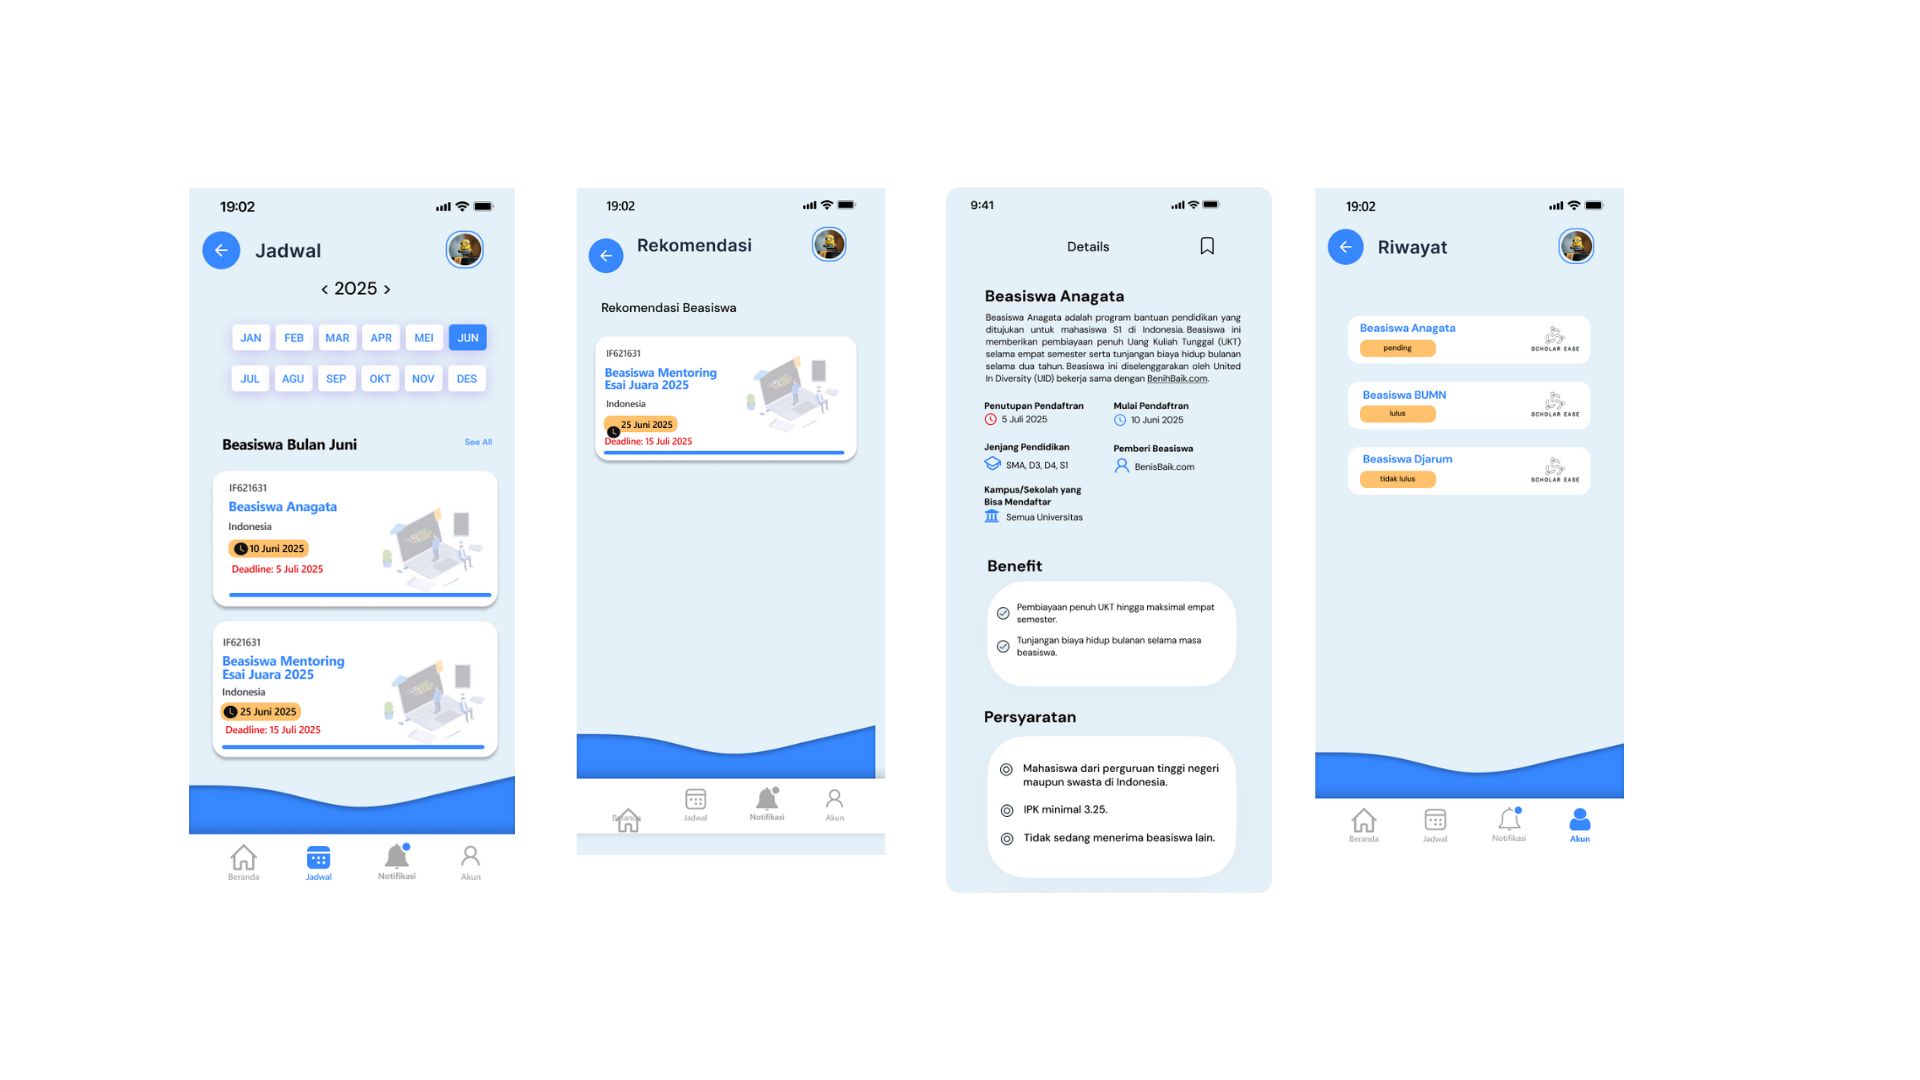 19:02
Jadwal
< 2025 >
JAN FEB MAR APR MEI JUN
JUL AGU SEP OKT NOV DES
Beasiswa Bulan Juni
See All
IF621631
Beasiswa Anagata
Indonesia
10 Juni 2025
Deadline: 5 Juli 2025
IF621631
Beasiswa Mentoring
Esai Juara 2025
Indonesia
25 Juni 2025
Deadline: 15 Juli 2025
Beranda Jadwal Notifikasi Akun
19:02
Rekomendasi
Rekomendasi Beasiswa
IF621631
Beasiswa Mentoring
Esai Juara 2025
Indonesia
25 Juni 2025
Deadline: 15 Juli 2025
Beranda Jadwal Notifikasi Akun
9:41
Details
Beasiswa Anagata
Beasiswa Anagata adalah program bantuan pendidikan yang
ditujukan untuk mahasiswa S1 di Indonesia. Beasiswa ini
memberikan pembiayaan penuh Uang Kuliah Tunggal (UKT)
selama empat semester serta tunjangan biaya hidup bulanan
selama dua tahun. Beasiswa ini diselenggarakan oleh United
In Diversity (UID) bekerja sama dengan BenihBaik.com.
Penutupan Pendaftran
5 Juli 2025
Mulai Pendaftran
10 Juni 2025
Jenjang Pendidikan
SMA, D3, D4, S1
Pemberi Beasiswa
BenisBaik.com
Kampus/Sekolah yang
Bisa Mendaftar
Semua Universitas
Benefit
Pembiayaan penuh UKT hingga maksimal empat
semester.
Tunjangan biaya hidup bulanan selama masa
beasiswa.
Persyaratan
Mahasiswa dari perguruan tinggi negeri
maupun swasta di Indonesia.
IPK minimal 3.25.
Tidak sedang menerima beasiswa lain.
19:02
Riwayat
Beasiswa Anagata
pending
SCHOLAR EASE
Beasiswa BUMN
lulus
SCHOLAR EASE
Beasiswa Djarum
tidak lulus
SCHOLAR EASE
Beranda Jadwal Notifikasi Akun